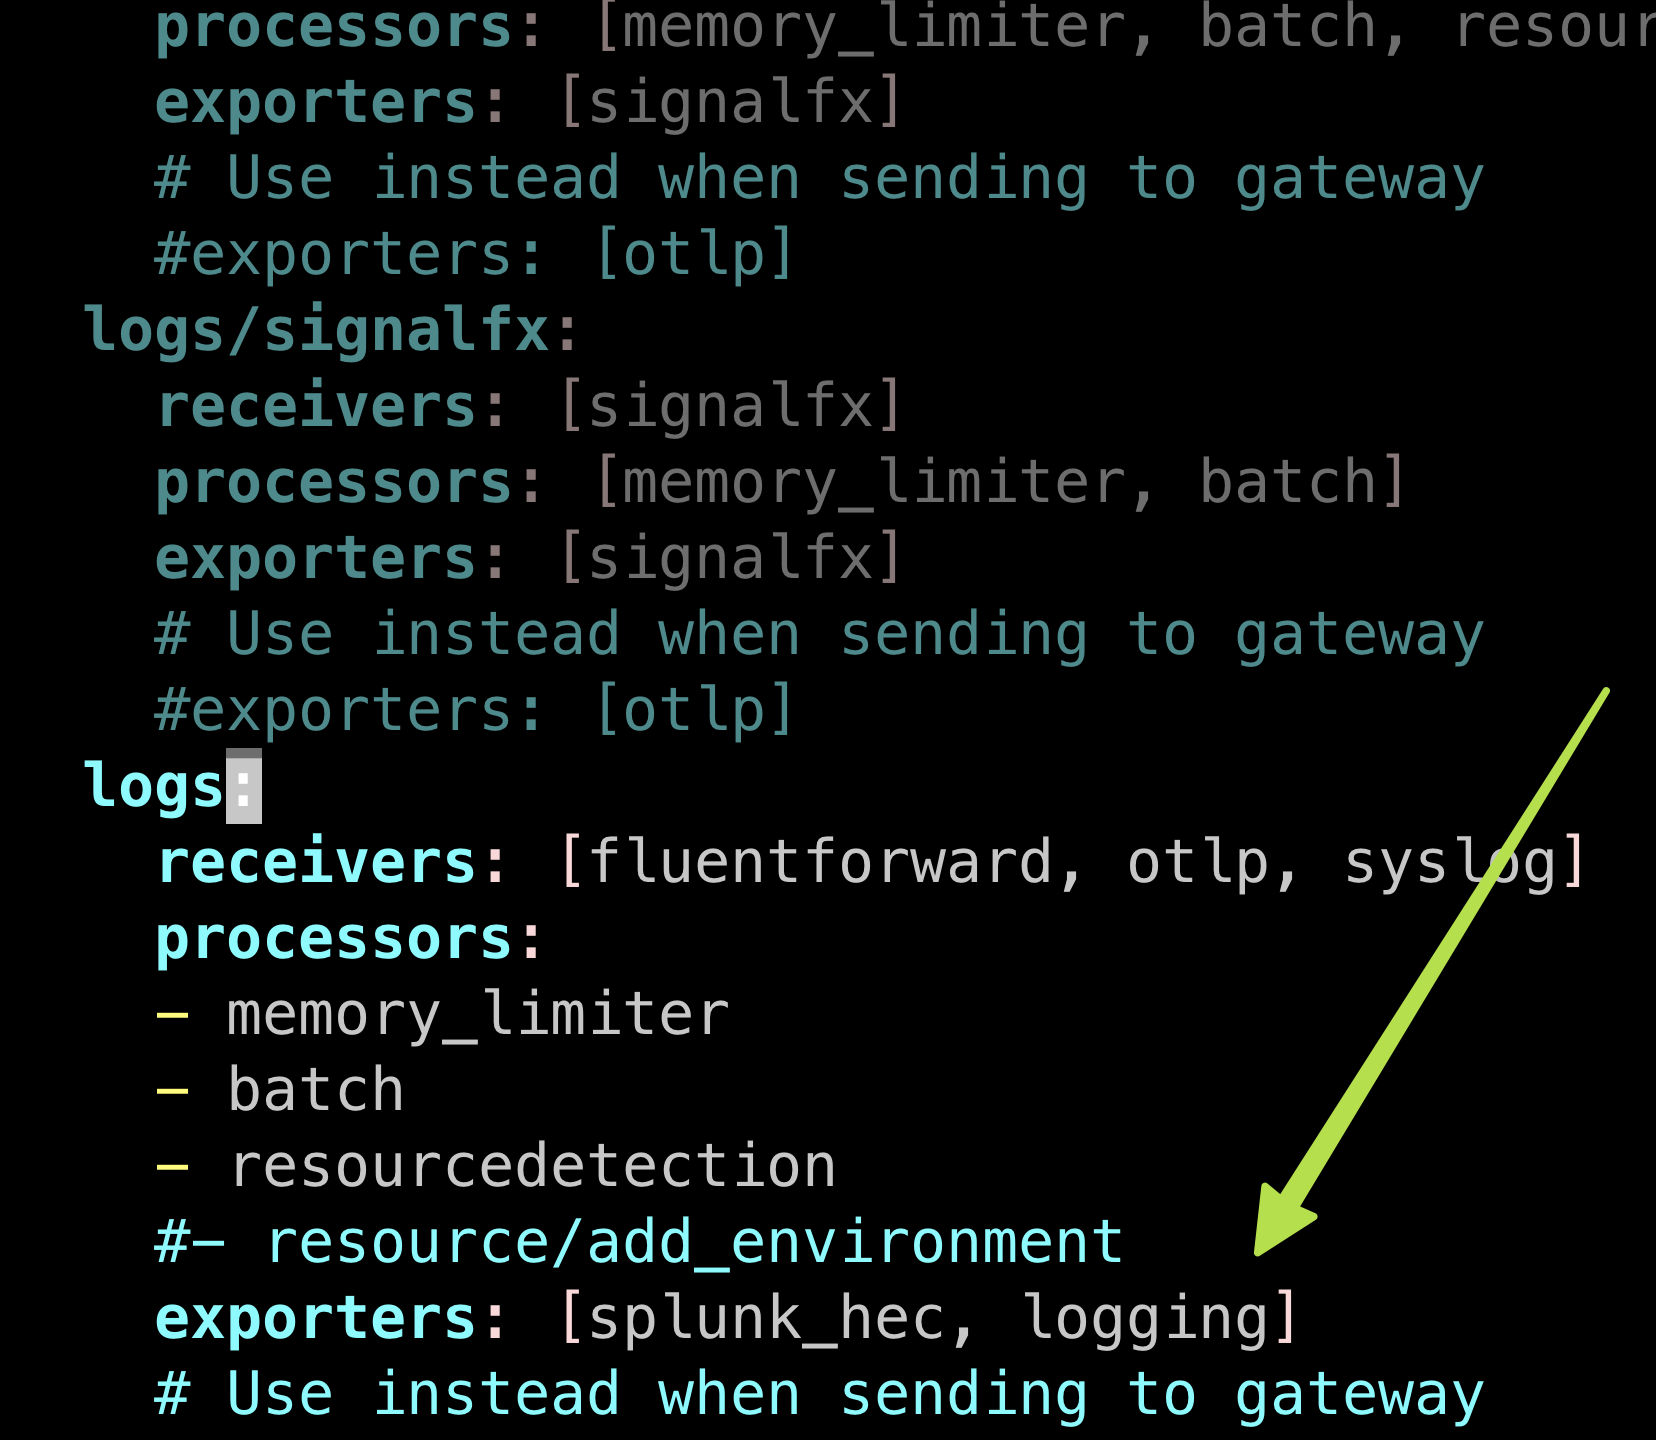 processors: [memory_limiter, batch, resour
exporters: [signalfx]
# Use instead when sending to gateway
#exporters: [otlp]
logs/signalfx:
receivers: [signalfx]
processors: [memory_limiter, batch]
exporters: [signalfx]
# Use instead when sending to gateway
#exporters: [otlp]
logs:
receivers: [fluentforward, otlp, syslog]
processors:
- memory_limiter
- batch
- resourcedetection
#- resource/add_environment
exporters: [splunk_hec, logging]
# Use instead when sending to gateway